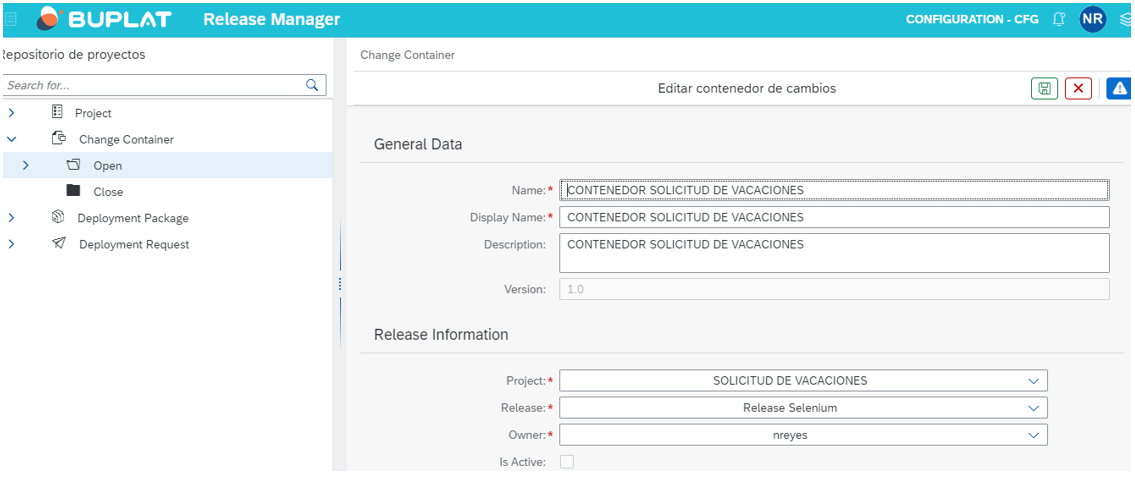 BUPLAT Release Manager CONFIGURATION - CFG NR
Repositorio de proyectos
Search for...
Project
Change Container
Open
Close
Deployment Package
Deployment Request
Change Container
Editar contenedor de cambios
General Data
Name:* CONTENEDOR SOLICITUD DE VACACIONES
Display Name:* CONTENEDOR SOLICITUD DE VACACIONES
Description: CONTENEDOR SOLICITUD DE VACACIONES
Version: 1.0
Release Information
Project:* SOLICITUD DE VACACIONES
Release:* Release Selenium
Owner:* nreyes
Is Active: